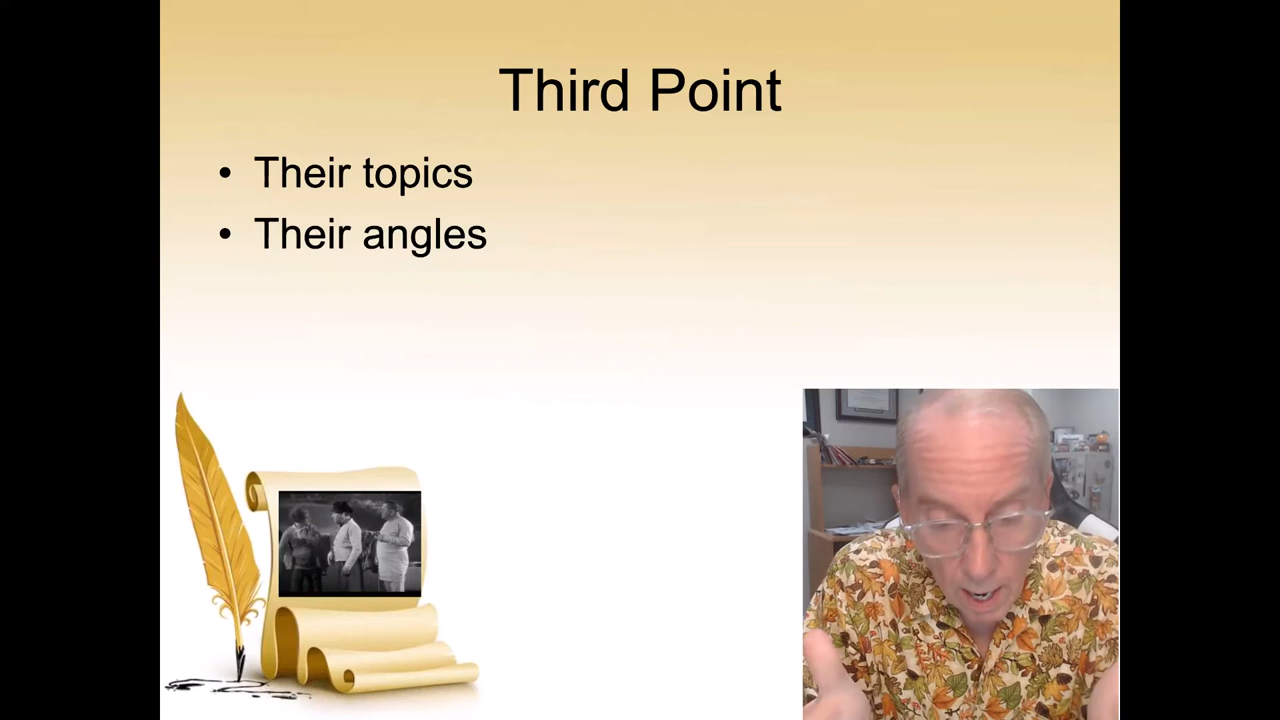 Third Point
• Their topics
• Their angles